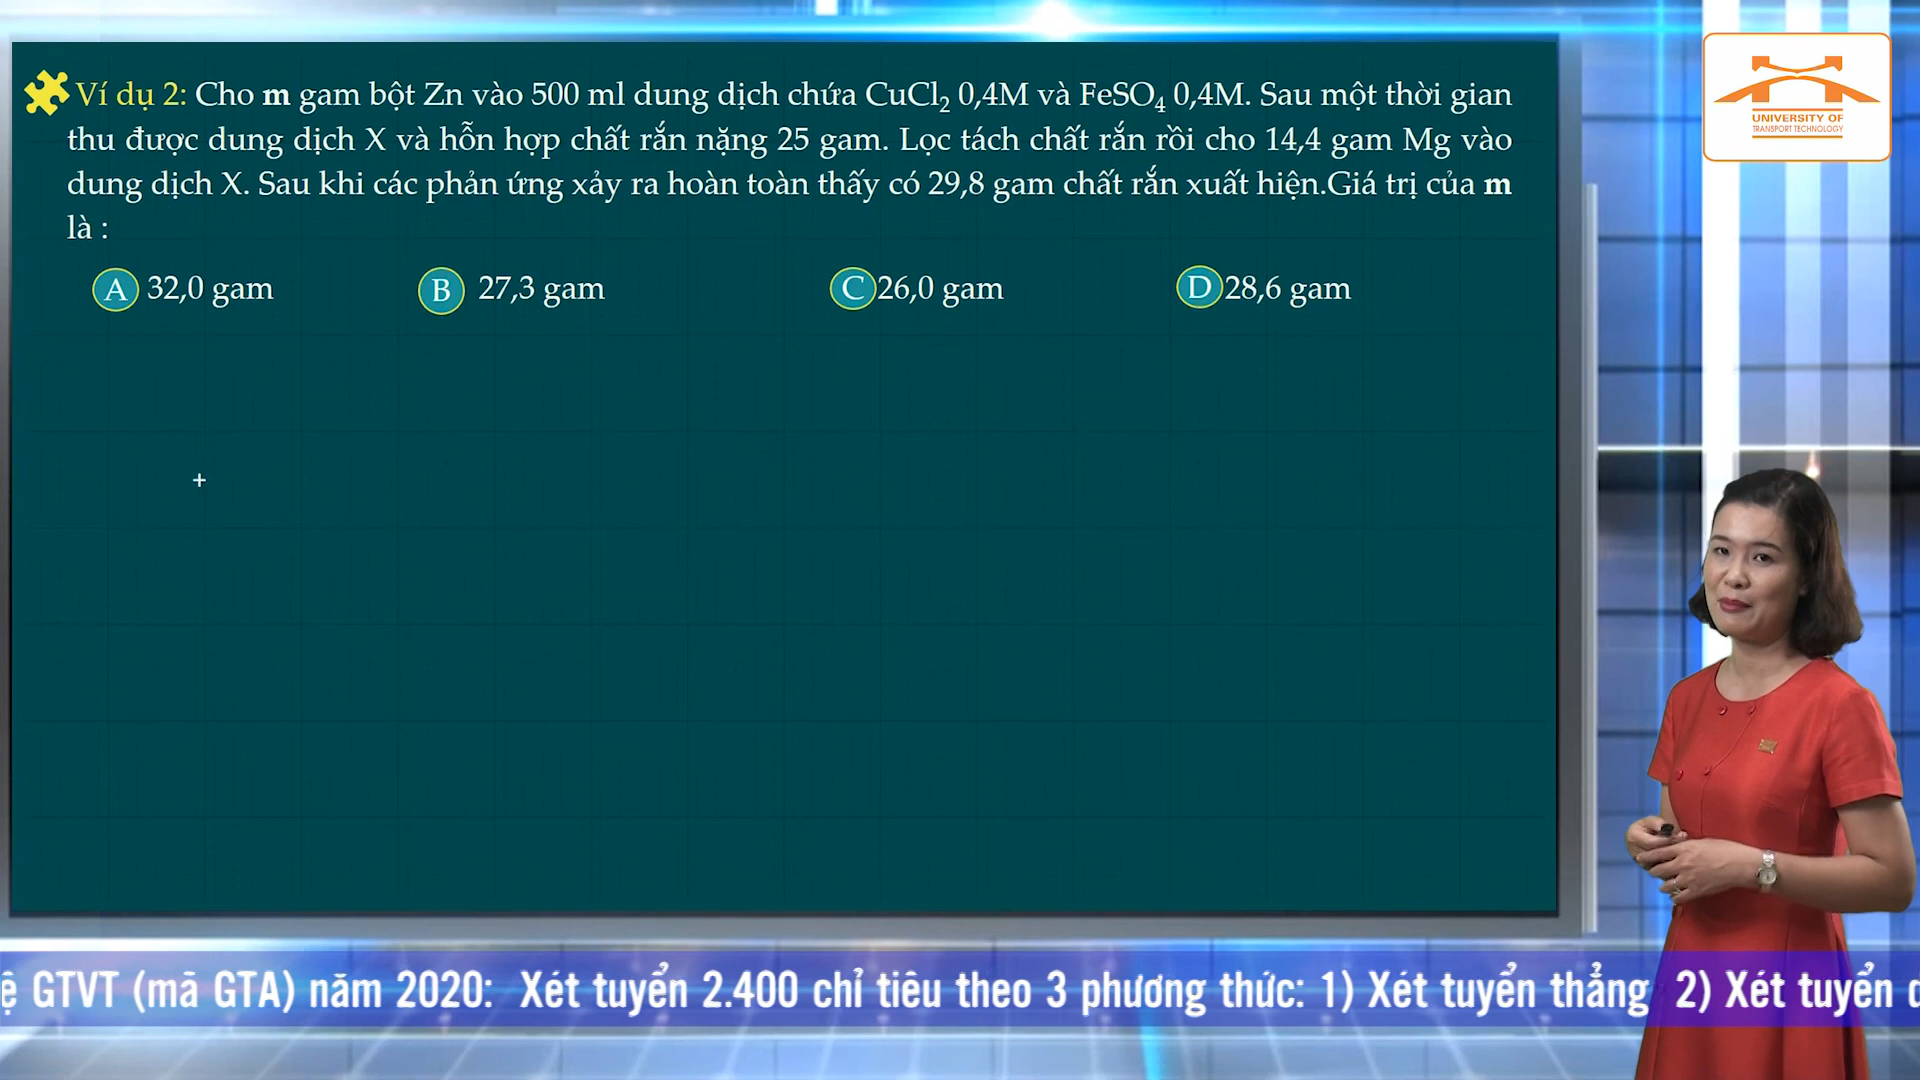 Ví dụ 2: Cho m gam bột Zn vào 500 ml dung dịch chứa CuCl₂ 0,4M và FeSO₄ 0,4M. Sau một thời gian
thu được dung dịch X và hỗn hợp chất rắn nặng 25 gam. Lọc tách chất rắn rồi cho 14,4 gam Mg vào
dung dịch X. Sau khi các phản ứng xảy ra hoàn toàn thấy có 29,8 gam chất rắn xuất hiện.Giá trị của m
là :
A 32,0 gam B 27,3 gam C 26,0 gam D 28,6 gam
UNIVERSITY OF
TRANSPORT TECHNOLOGY
ệ GTVT (mã GTA) năm 2020: Xét tuyển 2.400 chỉ tiêu theo 3 phương thức: 1) Xét tuyển thẳng 2) Xét tuyển